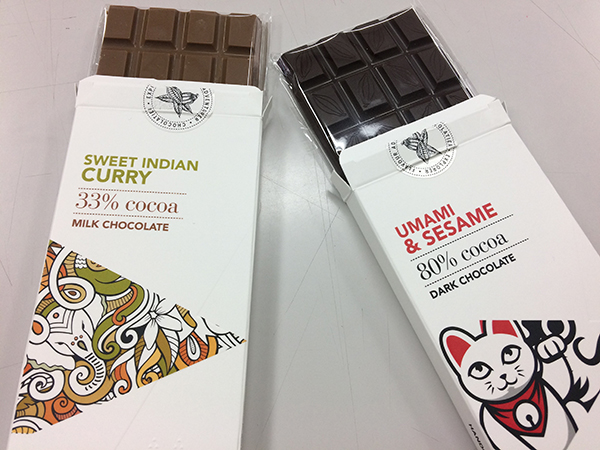 SWEET INDIAN
CURRY
33% cocoa
MILK CHOCOLATE
UMAMI
& SESAME
80% cocoa
DARK CHOCOLATE